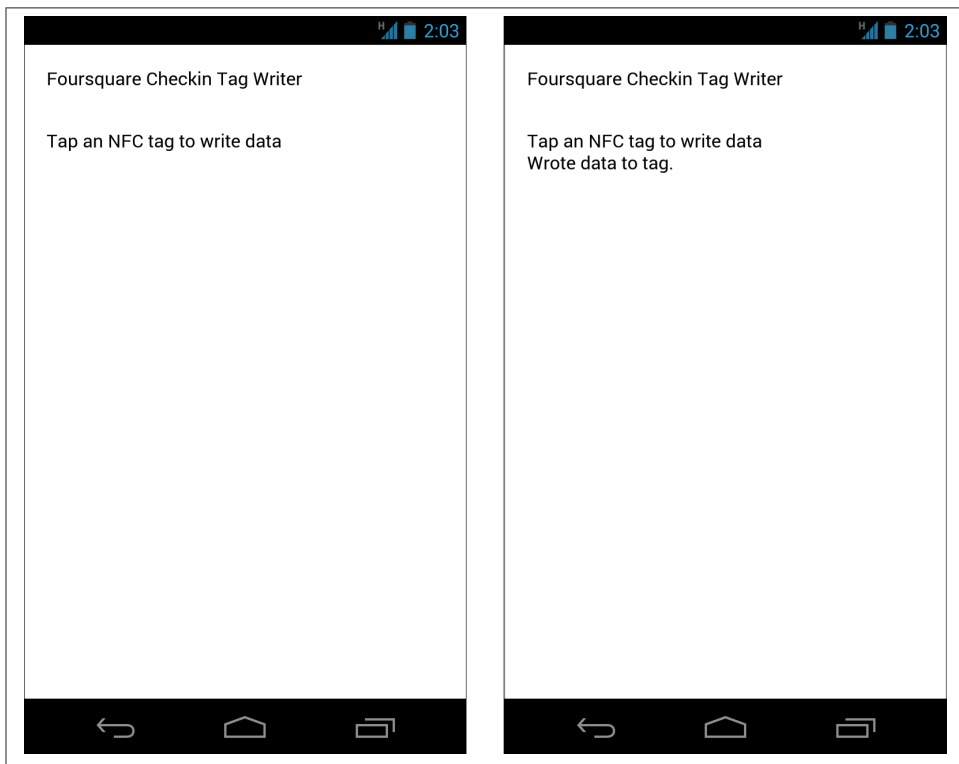 H 2:03
Foursquare Checkin Tag Writer
Tap an NFC tag to write data
H 2:03
Foursquare Checkin Tag Writer
Tap an NFC tag to write data
Wrote data to tag.